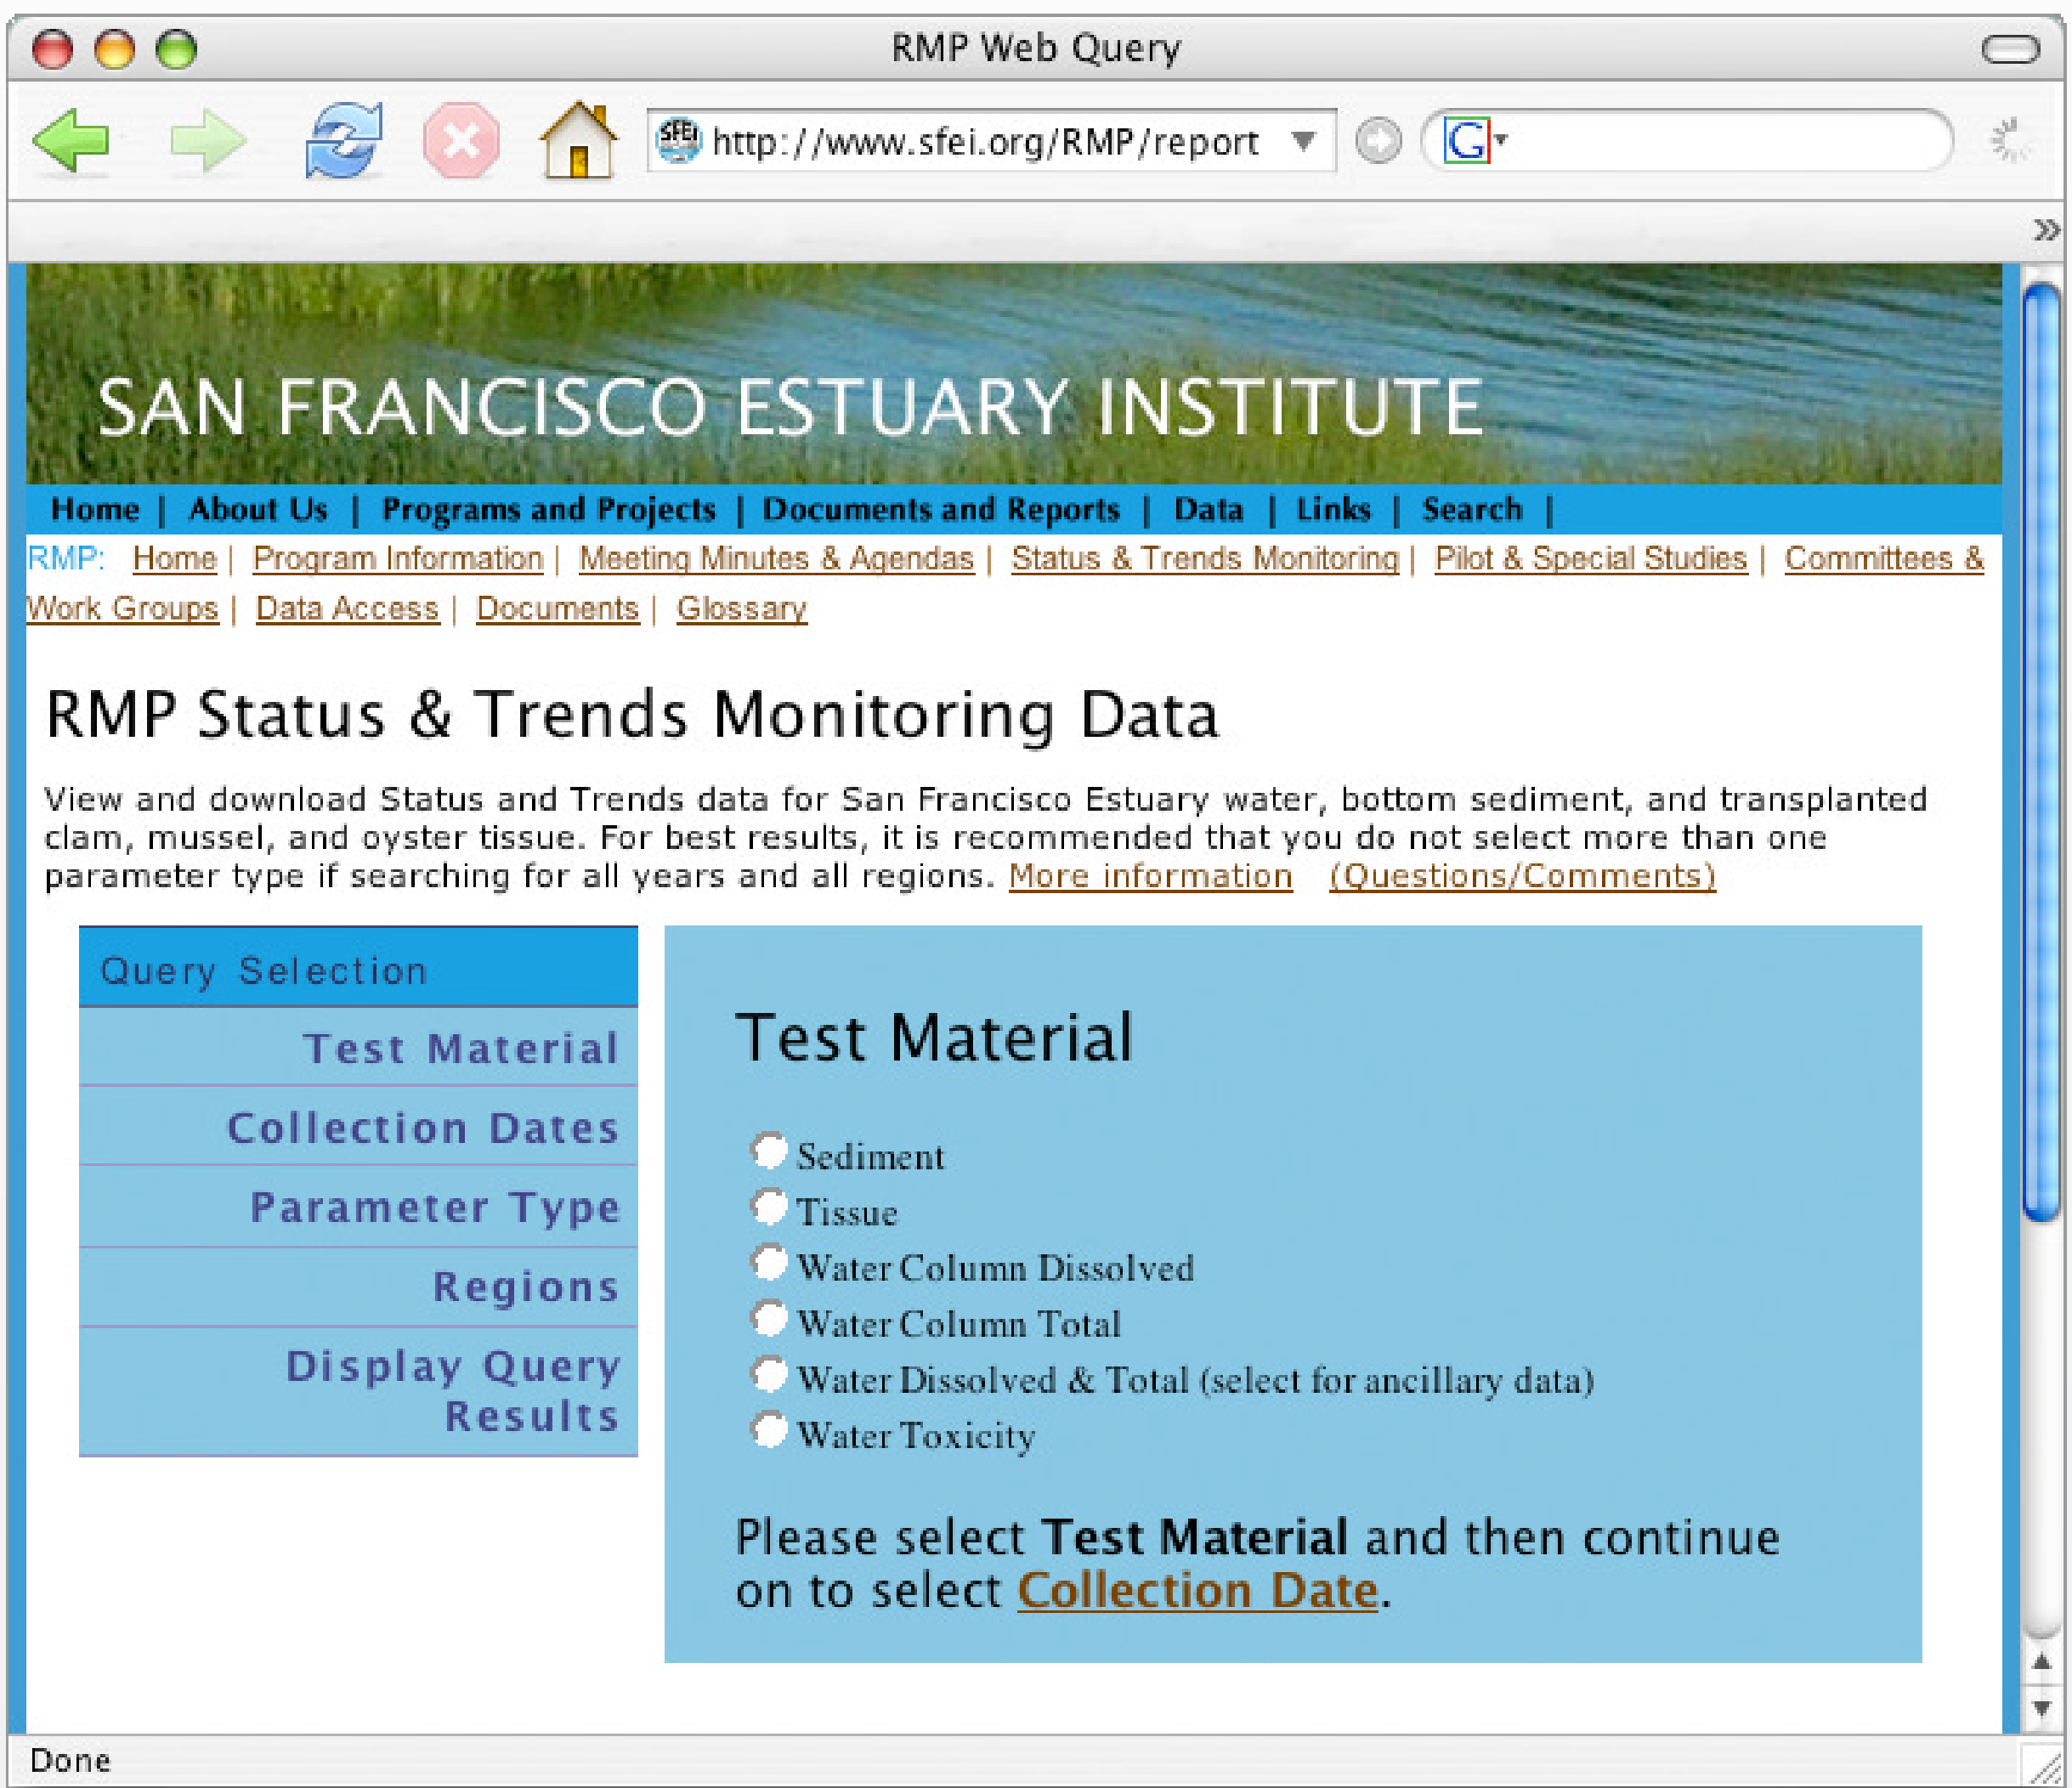 RMP Web Query
SFEI http://www.sfei.org/RMP/report
G
SAN FRANCISCO ESTUARY INSTITUTE
Home | About Us | Programs and Projects | Documents and Reports | Data | Links | Search |
RMP: Home | Program Information | Meeting Minutes & Agendas | Status & Trends Monitoring | Pilot & Special Studies | Committees &
Work Groups | Data Access | Documents | Glossary
RMP Status & Trends Monitoring Data
View and download Status and Trends data for San Francisco Estuary water, bottom sediment, and transplanted
clam, mussel, and oyster tissue. For best results, it is recommended that you do not select more than one
parameter type if searching for all years and all regions. More information (Questions/Comments)
Query Selection
Test Material
Collection Dates
Parameter Type
Regions
Display Query
Results
Test Material
Sediment
Tissue
Water Column Dissolved
Water Column Total
Water Dissolved & Total (select for ancillary data)
Water Toxicity
Please select Test Material and then continue
on to select Collection Date.
Done